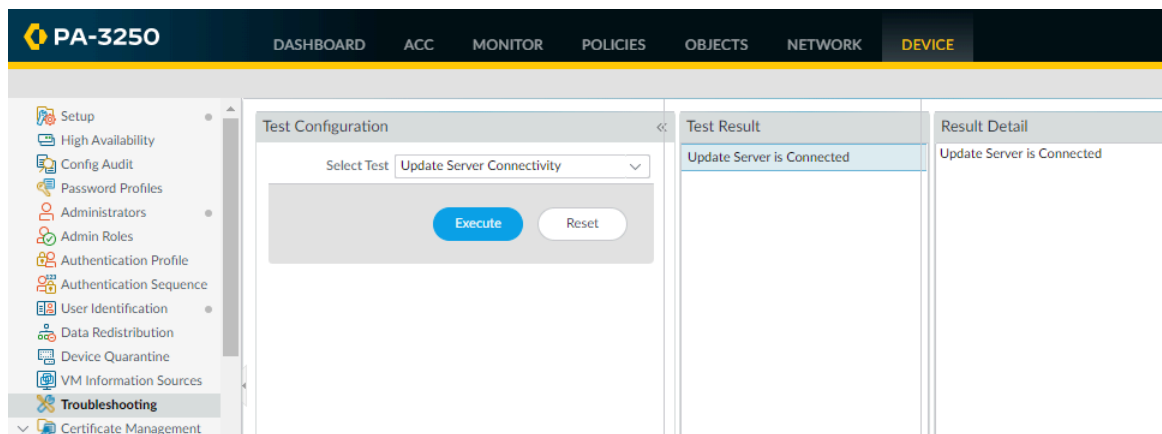 PA-3250
DASHBOARD ACC MONITOR POLICIES OBJECTS NETWORK DEVICE
Setup
High Availability
Config Audit
Password Profiles
Administrators
Admin Roles
Authentication Profile
Authentication Sequence
User Identification
Data Redistribution
Device Quarantine
VM Information Sources
Troubleshooting
Certificate Management
Test Configuration
Select Test Update Server Connectivity
Execute Reset
Test Result
Update Server is Connected
Result Detail
Update Server is Connected